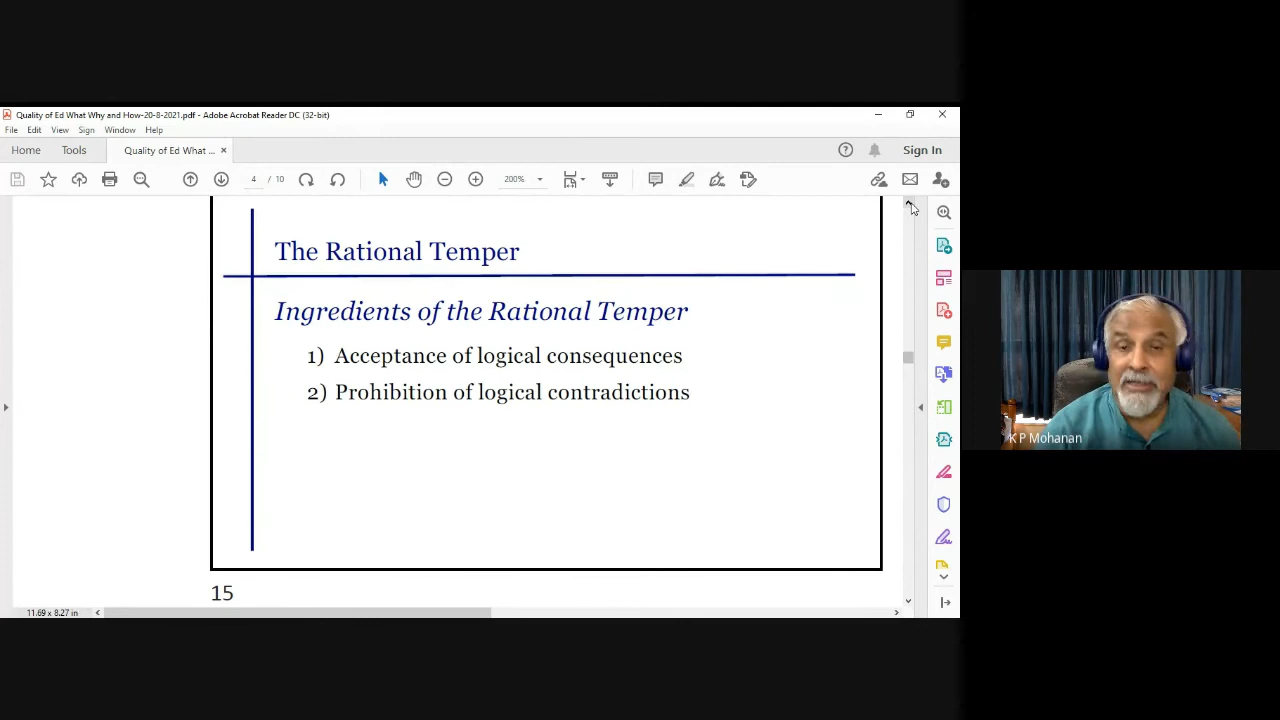 Quality of Ed What Why and How-20-8-2021.pdf - Adobe Acrobat Reader DC (32-bit)
File Edit View Sign Window Help
Home Tools Quality of Ed What ... × Sign In
4 / 10 200%
The Rational Temper
Ingredients of the Rational Temper
1) Acceptance of logical consequences
2) Prohibition of logical contradictions
15
11.69 x 8.27 in
K P Mohanan